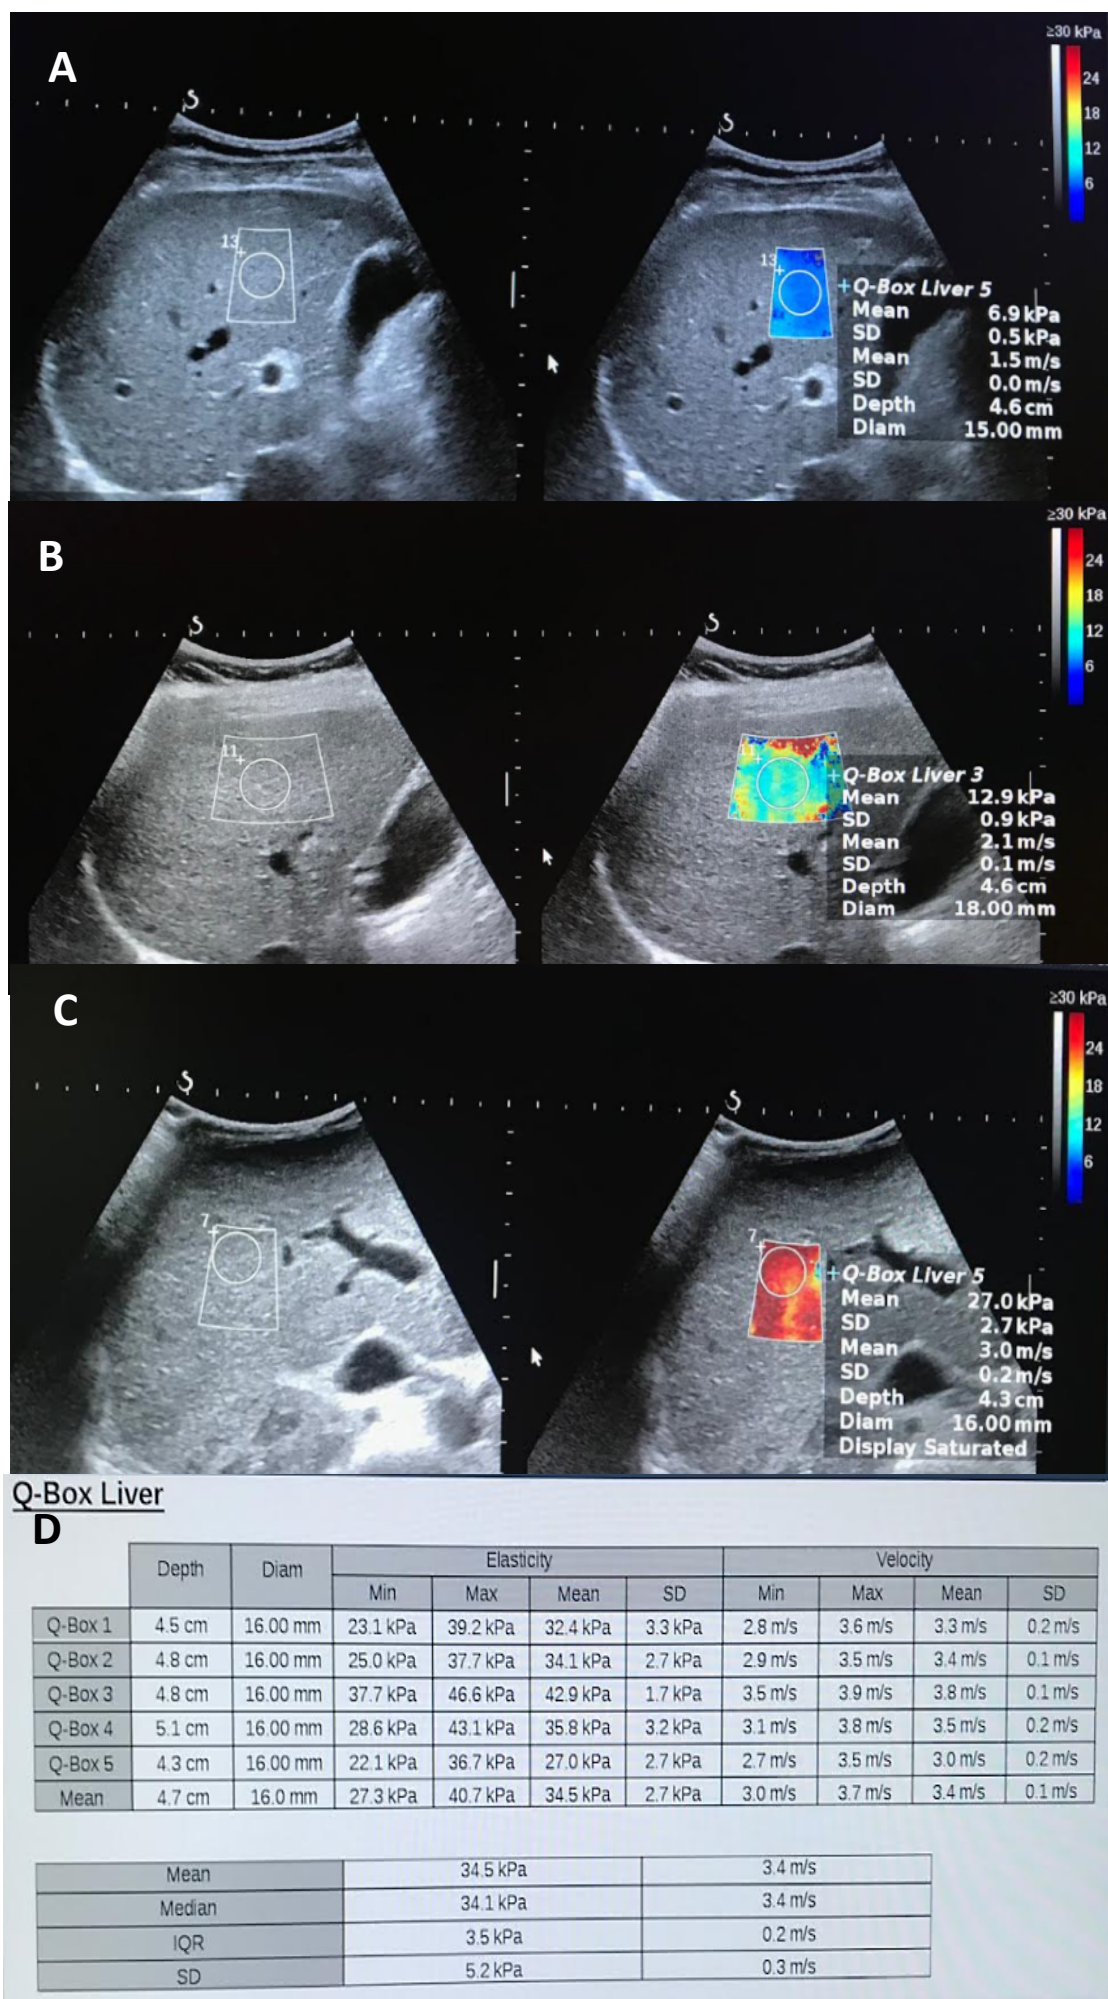 A
≥30 kPa
24
18
12
6
S
S
13
13
Q-Box Liver 5
Mean 6.9 kPa
SD 0.5 kPa
Mean 1.5 m/s
SD 0.0 m/s
Depth 4.6 cm
Diam 15.00 mm
B
≥30 kPa
24
18
12
6
S
S
11
11
Q-Box Liver 3
Mean 12.9 kPa
SD 0.9 kPa
Mean 2.1 m/s
SD 0.1 m/s
Depth 4.6 cm
Diam 18.00 mm
C
≥30 kPa
24
18
12
6
S
S
7
7
Q-Box Liver 5
Mean 27.0 kPa
SD 2.7 kPa
Mean 3.0 m/s
SD 0.2 m/s
Depth 4.3 cm
Diam 16.00 mm
Display Saturated
Q-Box Liver
D
Depth Diam Elasticity Velocity
Min Max Mean SD Min Max Mean SD
Q-Box 1 4.5 cm 16.00 mm 23.1 kPa 39.2 kPa 32.4 kPa 3.3 kPa 2.8 m/s 3.6 m/s 3.3 m/s 0.2 m/s
Q-Box 2 4.8 cm 16.00 mm 25.0 kPa 37.7 kPa 34.1 kPa 2.7 kPa 2.9 m/s 3.5 m/s 3.4 m/s 0.1 m/s
Q-Box 3 4.8 cm 16.00 mm 37.7 kPa 46.6 kPa 42.9 kPa 1.7 kPa 3.5 m/s 3.9 m/s 3.8 m/s 0.1 m/s
Q-Box 4 5.1 cm 16.00 mm 28.6 kPa 43.1 kPa 35.8 kPa 3.2 kPa 3.1 m/s 3.8 m/s 3.5 m/s 0.2 m/s
Q-Box 5 4.3 cm 16.00 mm 22.1 kPa 36.7 kPa 27.0 kPa 2.7 kPa 2.7 m/s 3.5 m/s 3.0 m/s 0.2 m/s
Mean 4.7 cm 16.0 mm 27.3 kPa 40.7 kPa 34.5 kPa 2.7 kPa 3.0 m/s 3.7 m/s 3.4 m/s 0.1 m/s
Mean 34.5 kPa 3.4 m/s
Median 34.1 kPa 3.4 m/s
IQR 3.5 kPa 0.2 m/s
SD 5.2 kPa 0.3 m/s